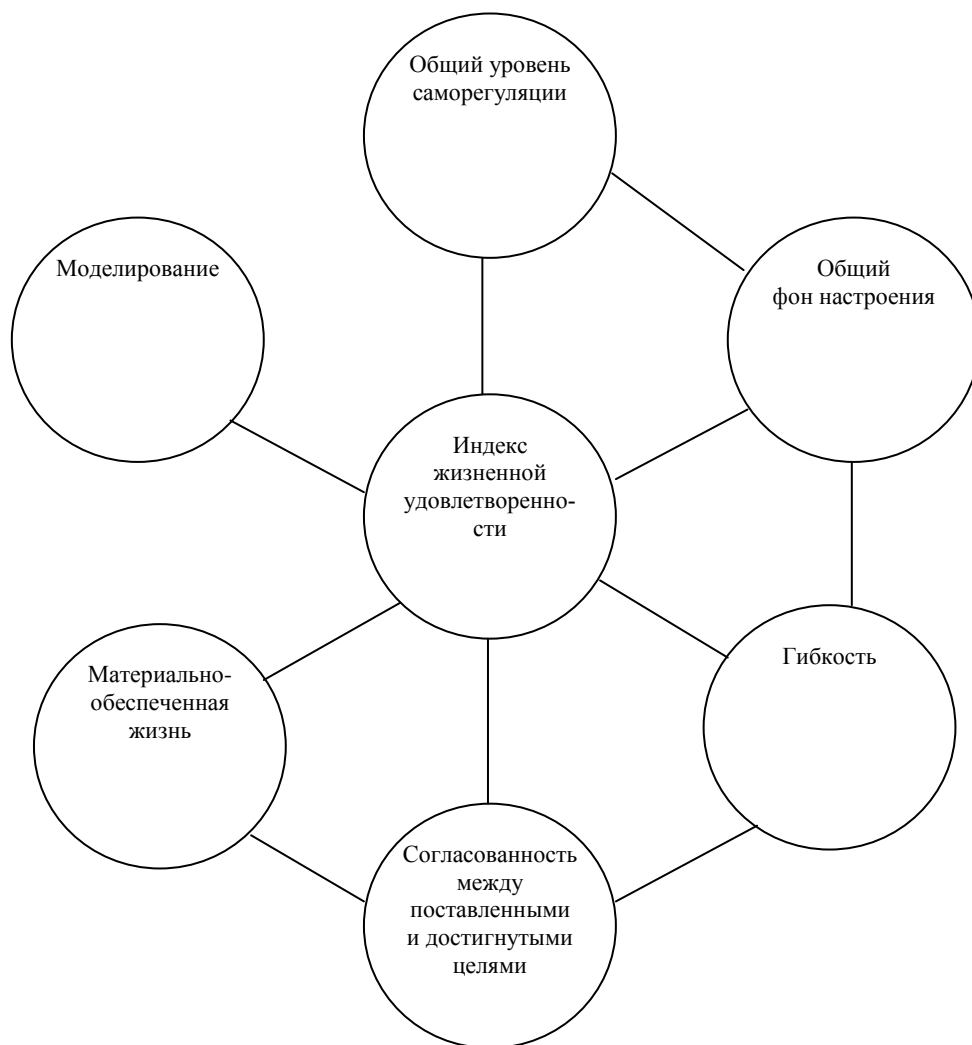 Общий уровень
саморегуляции
Моделирование
Общий
фон настроения
Индекс
жизненной
удовлетворенно-
сти
Материально-
обеспеченная
жизнь
Гибкость
Согласованность
между
поставленными
и достигнутыми
целями